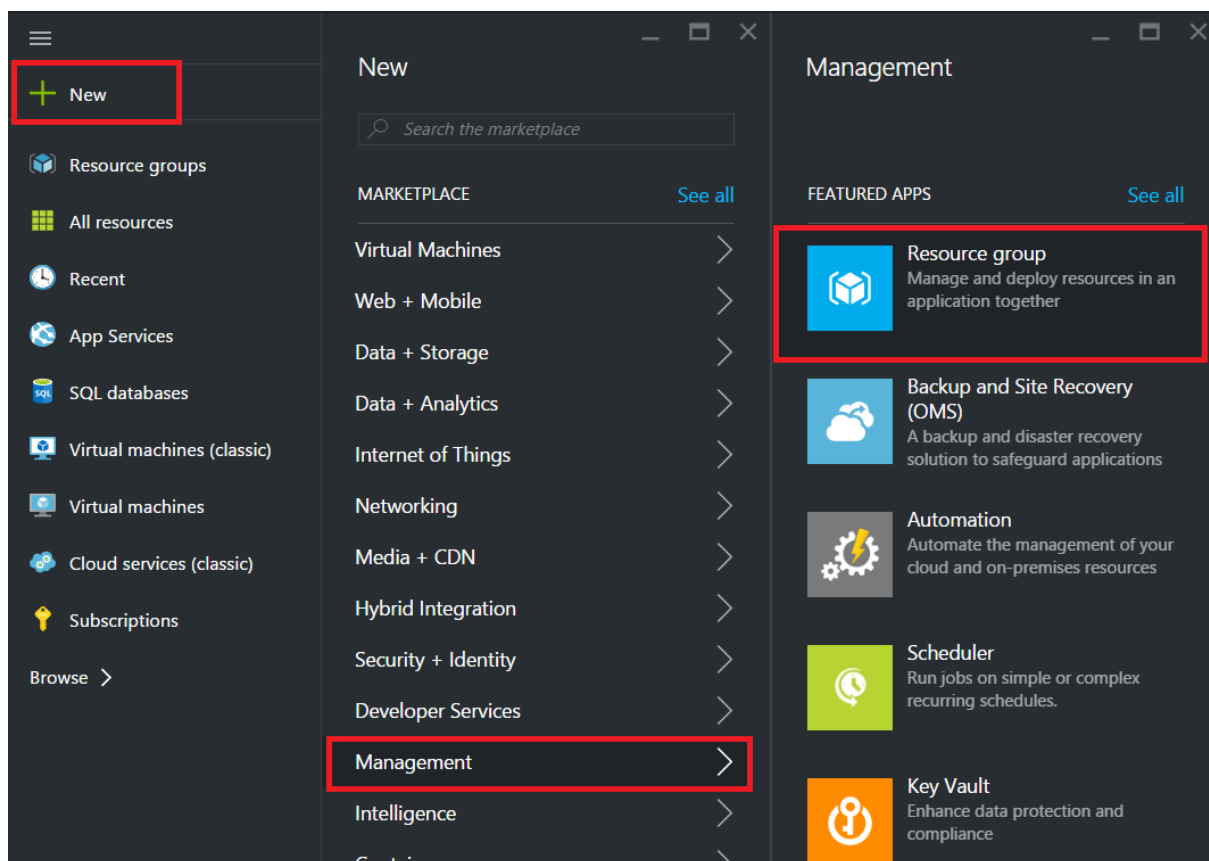 New
Resource groups
All resources
Recent
App Services
SQL
SQL databases
Virtual machines (classic)
Virtual machines
Cloud services (classic)
Subscriptions
Browse
New
Search the marketplace
MARKETPLACE See all
Virtual Machines
Web + Mobile
Data + Storage
Data + Analytics
Internet of Things
Networking
Media + CDN
Hybrid Integration
Security + Identity
Developer Services
Management
Intelligence
Management
FEATURED APPS See all
Resource group
Manage and deploy resources in an
application together
Backup and Site Recovery
(OMS)
A backup and disaster recovery
solution to safeguard applications
Automation
Automate the management of your
cloud and on-premises resources
Scheduler
Run jobs on simple or complex
recurring schedules.
Key Vault
Enhance data protection and
compliance